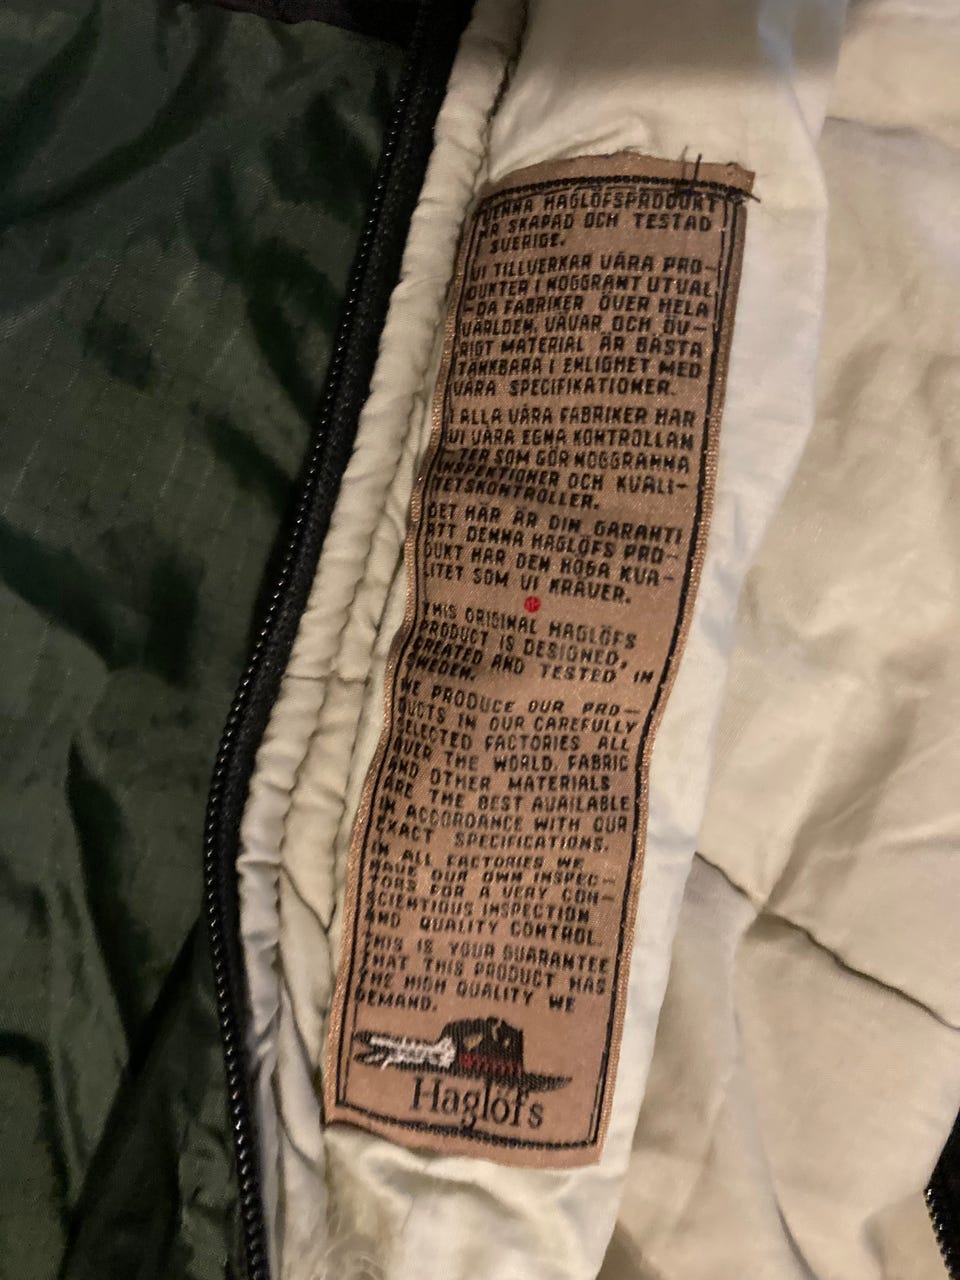 DENNA HAGLÖFSPRODUKT
ÄR SKAPAD OCH TESTAD
SVERIGE.
VI TILLVERKAR VÅRA PRO-
DUKTER I NOGGRANT UTVAL
-DA FABRIKER ÖVER HELA
VÄRLDEN. VÄVAR OCH ÖV-
RIGT MATERIAL ÄR BÄSTA
TÄNKBARA I ENLIGHET MED
VÅRA SPECIFIKATIONER.
I ALLA VÅRA FABRIKER HAR
VI VÅRA EGNA KONTROLLAN
-TER SOM GÖR NOGGRANNA
INSPEKTIONER OCH KVALI-
TETSKONTROLLER.
DET HÄR ÄR DIN GARANTI
ATT DENNA HAGLÖFS PRO-
DUKT HAR DEN HÖGA KVA-
LITET SOM VI KRÄVER.
THIS ORIGINAL HAGLÖFS
PRODUCT IS DESIGNED,
CREATED AND TESTED IN
SWEDEN.
WE PRODUCE OUR PRO-
DUCTS IN OUR CAREFULLY
SELECTED FACTORIES ALL
OVER THE WORLD. FABRIC
AND OTHER MATERIALS
ARE THE BEST AVAILABLE
IN ACCORDANCE WITH OUR
EXACT SPECIFICATIONS.
IN ALL FACTORIES WE
HAVE OUR OWN INSPEC-
TORS FOR A VERY CON-
SCIENTIOUS INSPECTION
AND QUALITY CONTROL.
THIS IS YOUR GUARANTEE
THAT THIS PRODUCT HAS
THE HIGH QUALITY WE
DEMAND.
Haglöfs